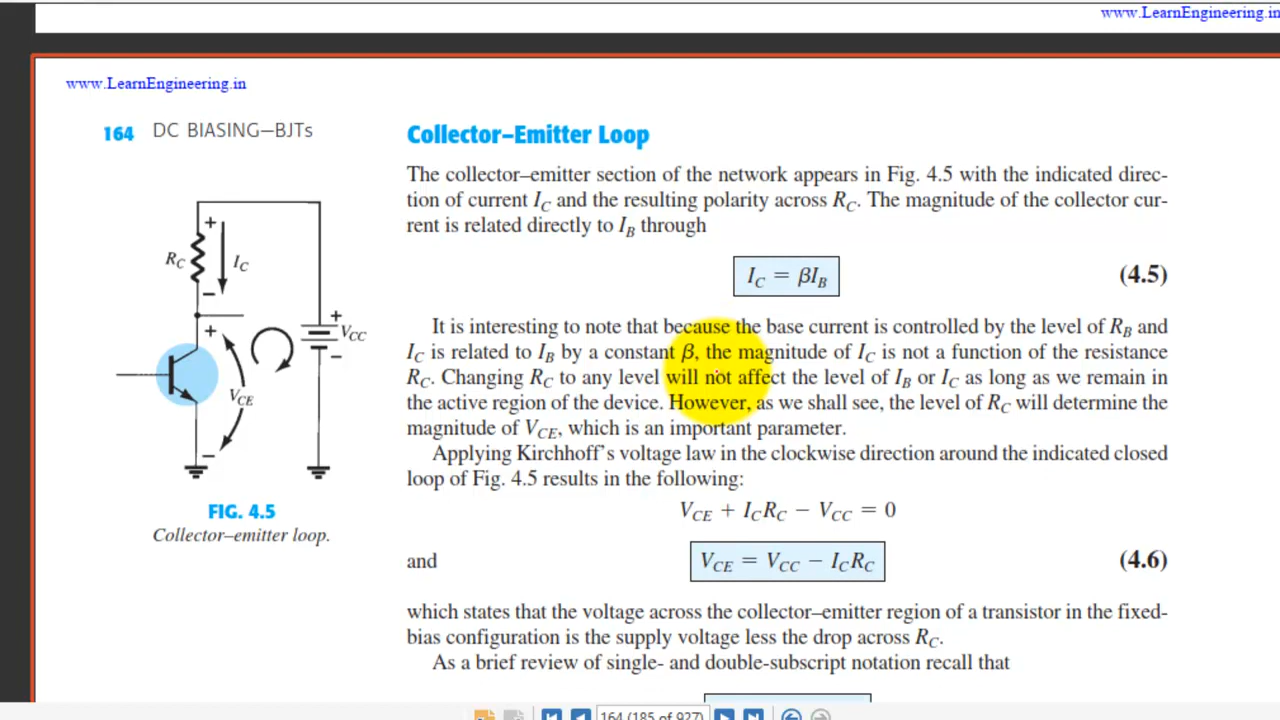 www.LearnEngineering.in
www.LearnEngineering.in
164 DC BIASING—BJTs
+
R_C
I_C
−
+
V_CE
−
+
V_CC
−
FIG. 4.5
Collector–emitter loop.
Collector–Emitter Loop
The collector–emitter section of the network appears in Fig. 4.5 with the indicated direc-
tion of current I_C and the resulting polarity across R_C. The magnitude of the collector cur-
rent is related directly to I_B through
I_C = βI_B (4.5)
It is interesting to note that because the base current is controlled by the level of R_B and
I_C is related to I_B by a constant β, the magnitude of I_C is not a function of the resistance
R_C. Changing R_C to any level will not affect the level of I_B or I_C as long as we remain in
the active region of the device. However, as we shall see, the level of R_C will determine the
magnitude of V_CE, which is an important parameter.
Applying Kirchhoff's voltage law in the clockwise direction around the indicated closed
loop of Fig. 4.5 results in the following:
V_CE + I_CR_C − V_CC = 0
and V_CE = V_CC − I_CR_C (4.6)
which states that the voltage across the collector–emitter region of a transistor in the fixed-
bias configuration is the supply voltage less the drop across R_C.
As a brief review of single- and double-subscript notation recall that
164 (185 of 927)